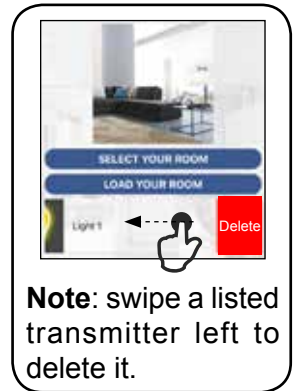 SELECT YOUR ROOM
LOAD YOUR ROOM
Light 1
Delete
Note: swipe a listed
transmitter left to
delete it.